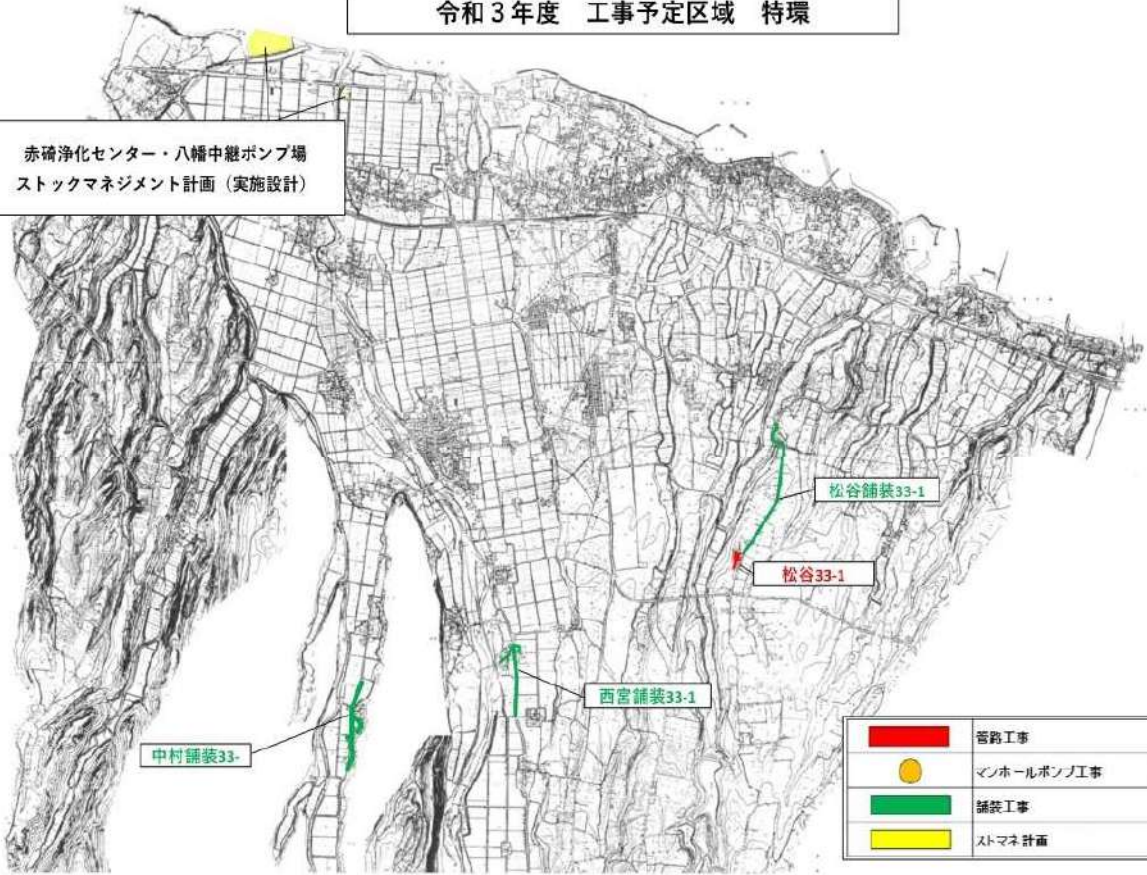 令和３年度　工事予定区域　特環
赤碕浄化センター・八幡中継ポンプ場
ストックマネジメント計画（実施設計）
松谷舗装33-1
松谷33-1
西宮舗装33-1
中村舗装33-
管路工事
マンホールポンプ工事
舗装工事
ストマネ計画